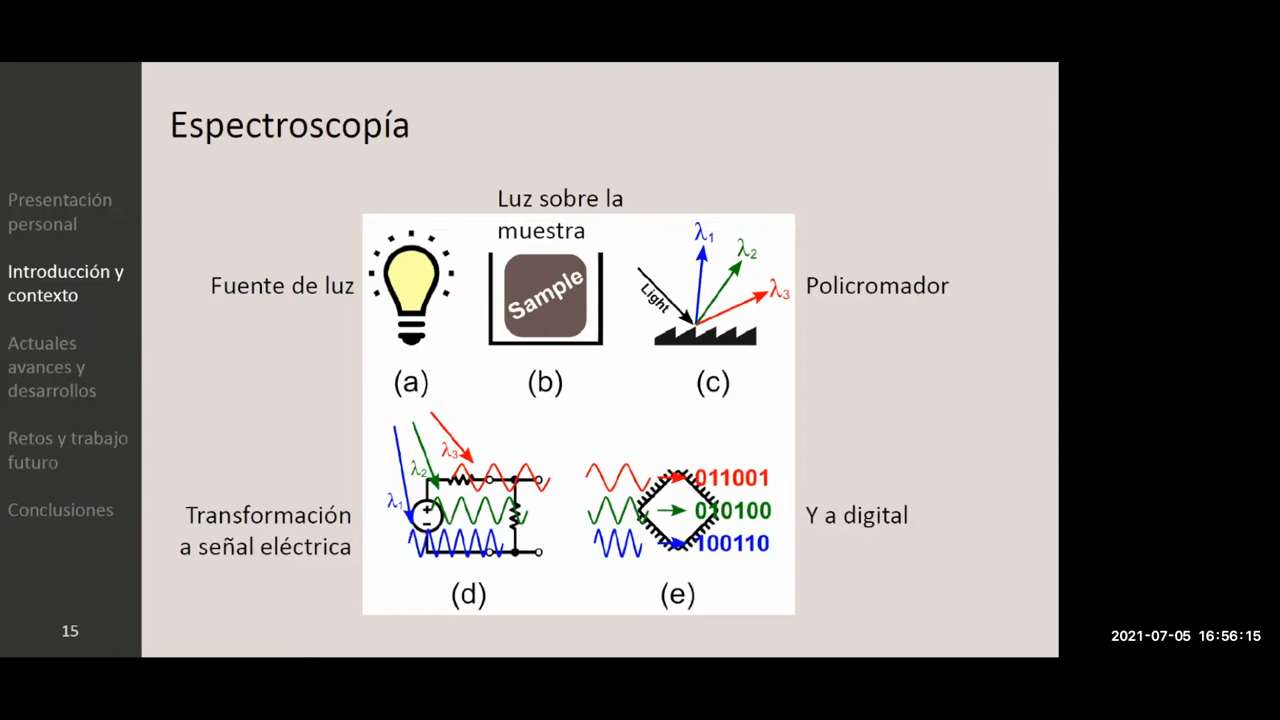 Espectroscopía
Presentación
personal
Introducción y
contexto
Actuales
avances y
desarrollos
Retos y trabajo
futuro
Conclusiones
15
Luz sobre la
muestra
Fuente de luz
Sample
Light
λ1
λ2
λ3
Policromador
(a)
(b)
(c)
λ3
λ2
λ1
Transformación
a señal eléctrica
011001
010100
100110
Y a digital
(d)
(e)
2021-07-05 16:56:15